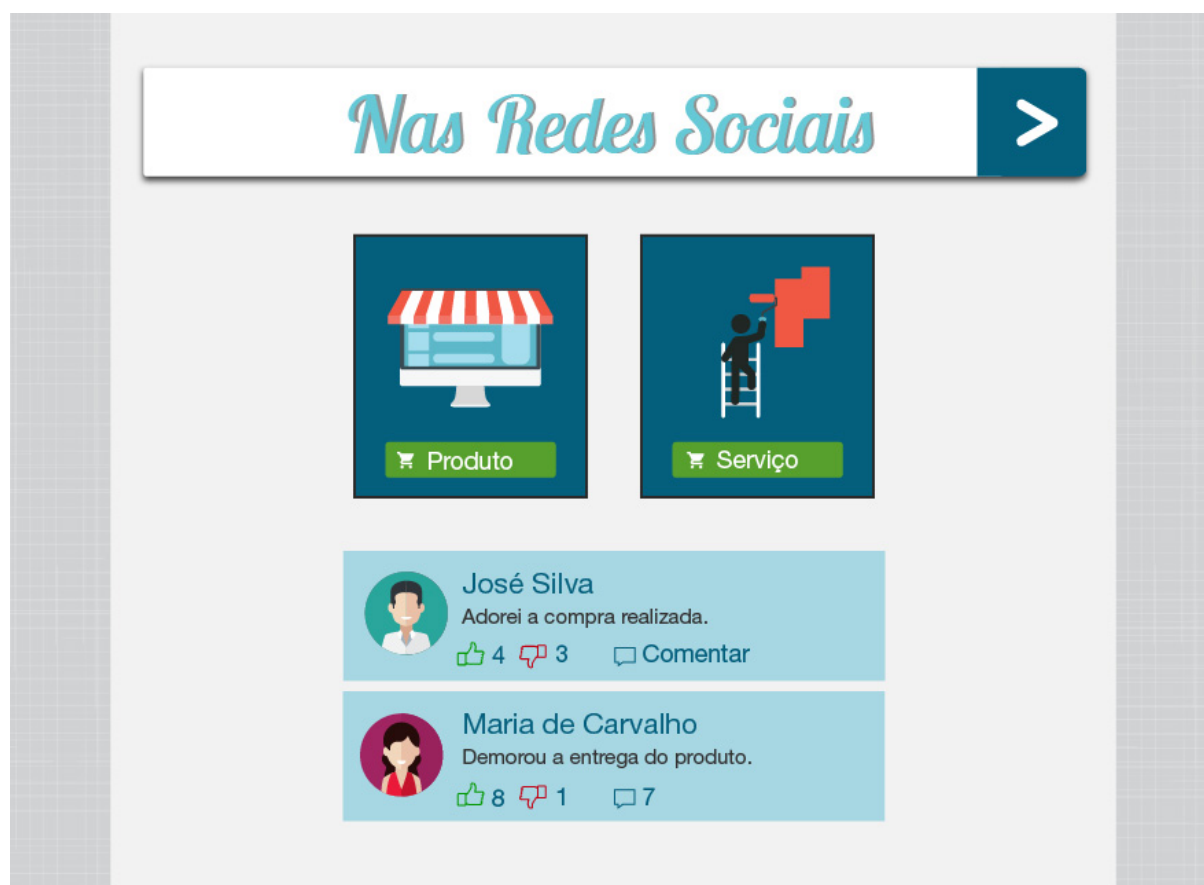 Nas Redes Sociais >
Produto
Serviço
José Silva
Adorei a compra realizada.
4 3 Comentar
Maria de Carvalho
Demorou a entrega do produto.
8 1 7